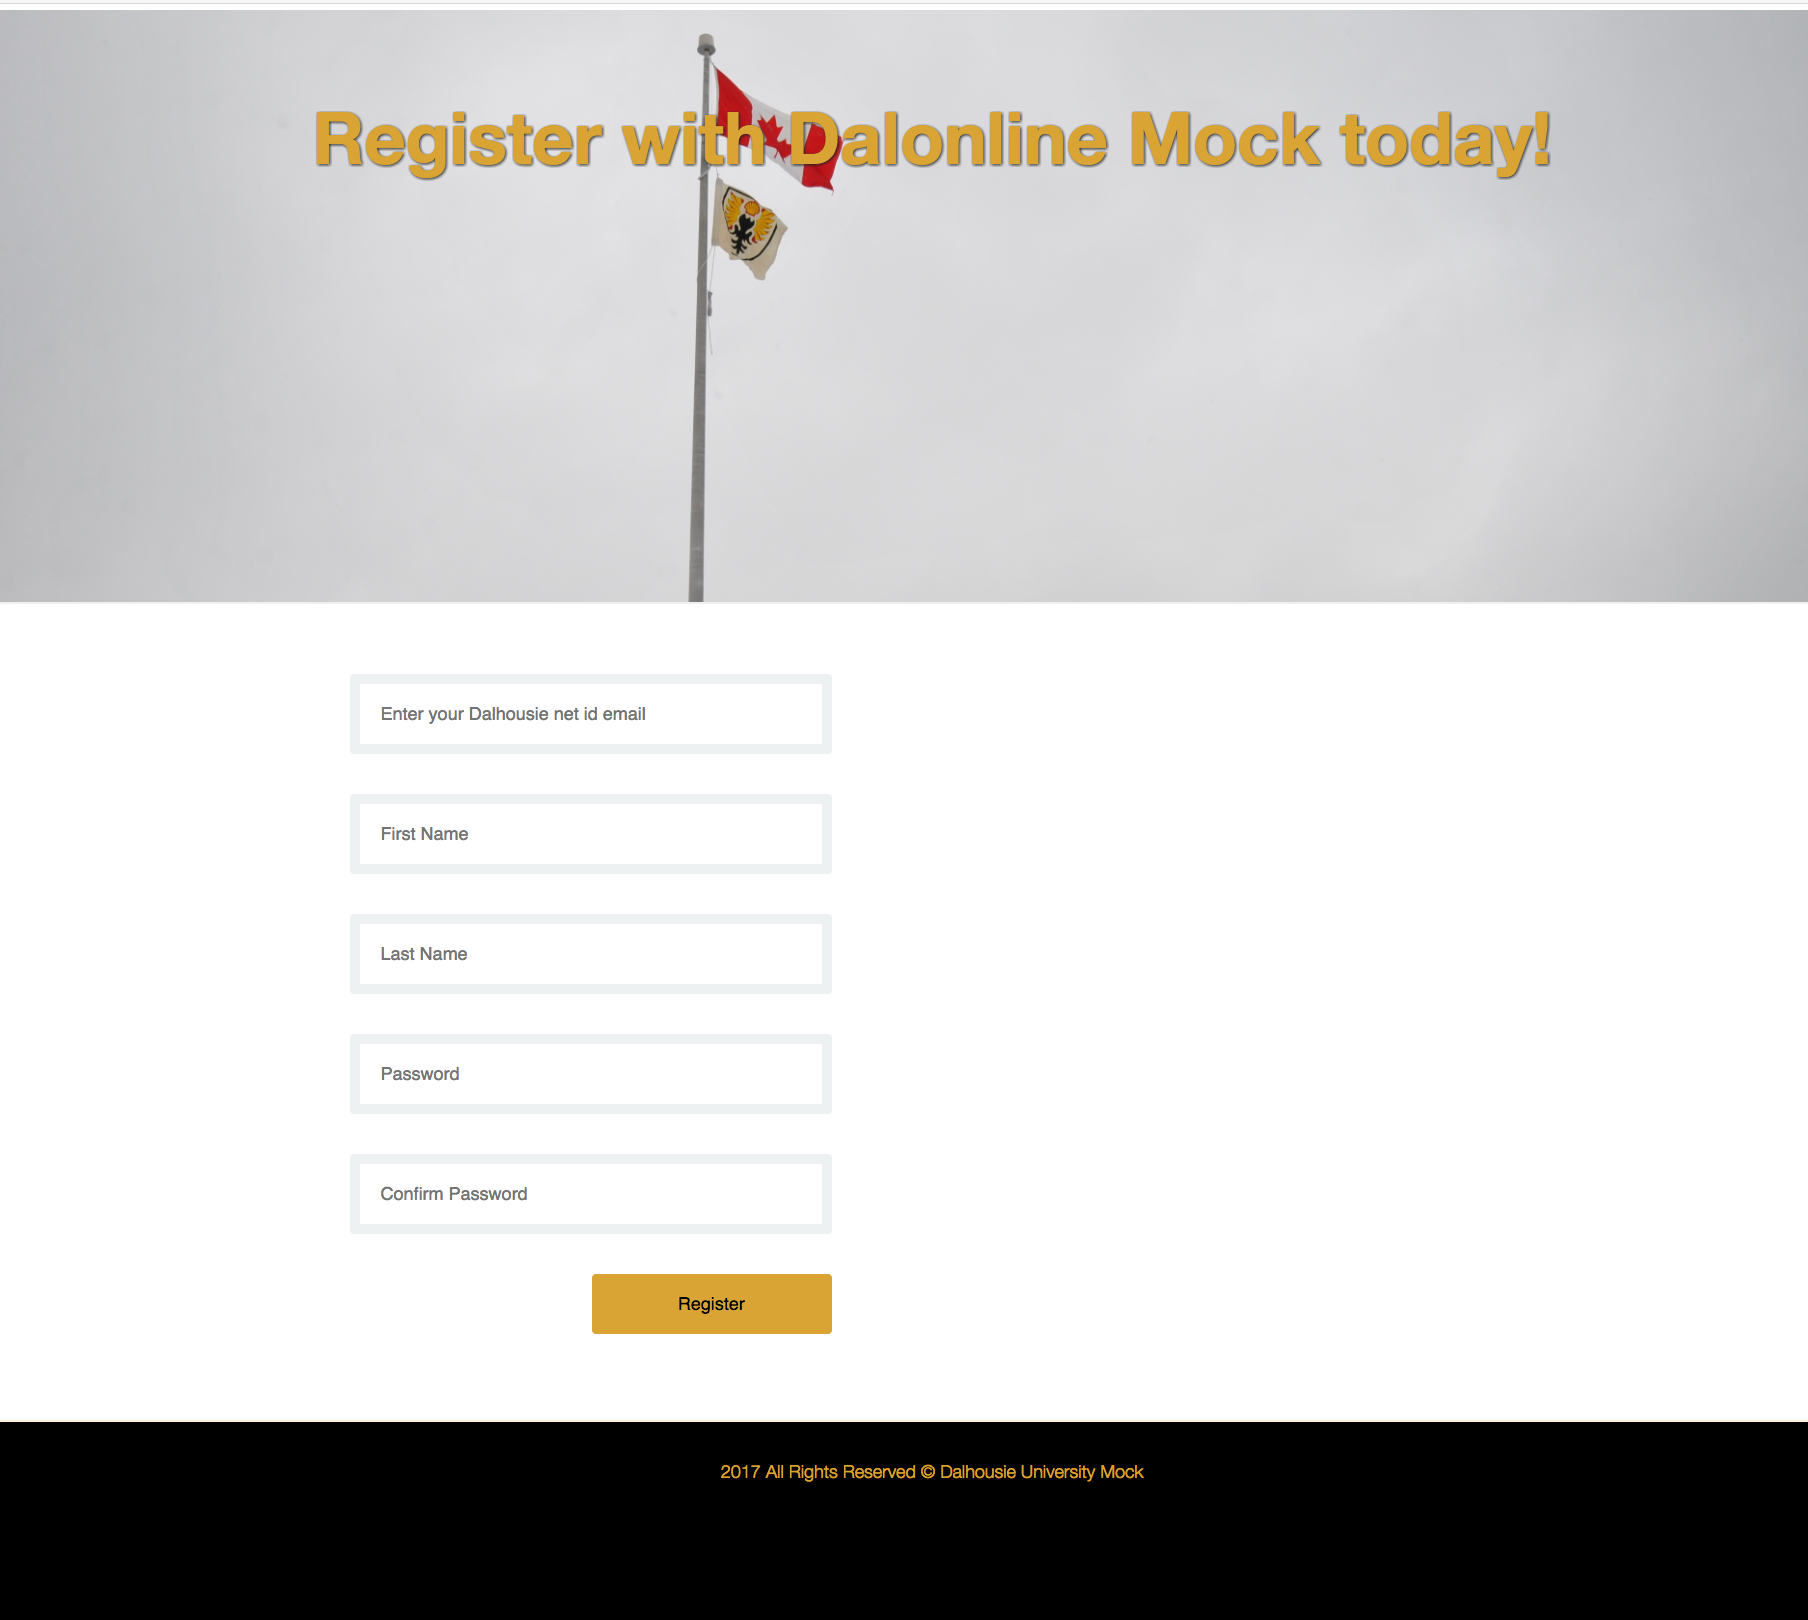 Register with Dalonline Mock today!
Enter your Dalhousie net id email
First Name
Last Name
Password
Confirm Password
Register
2017 All Rights Reserved © Dalhousie University Mock